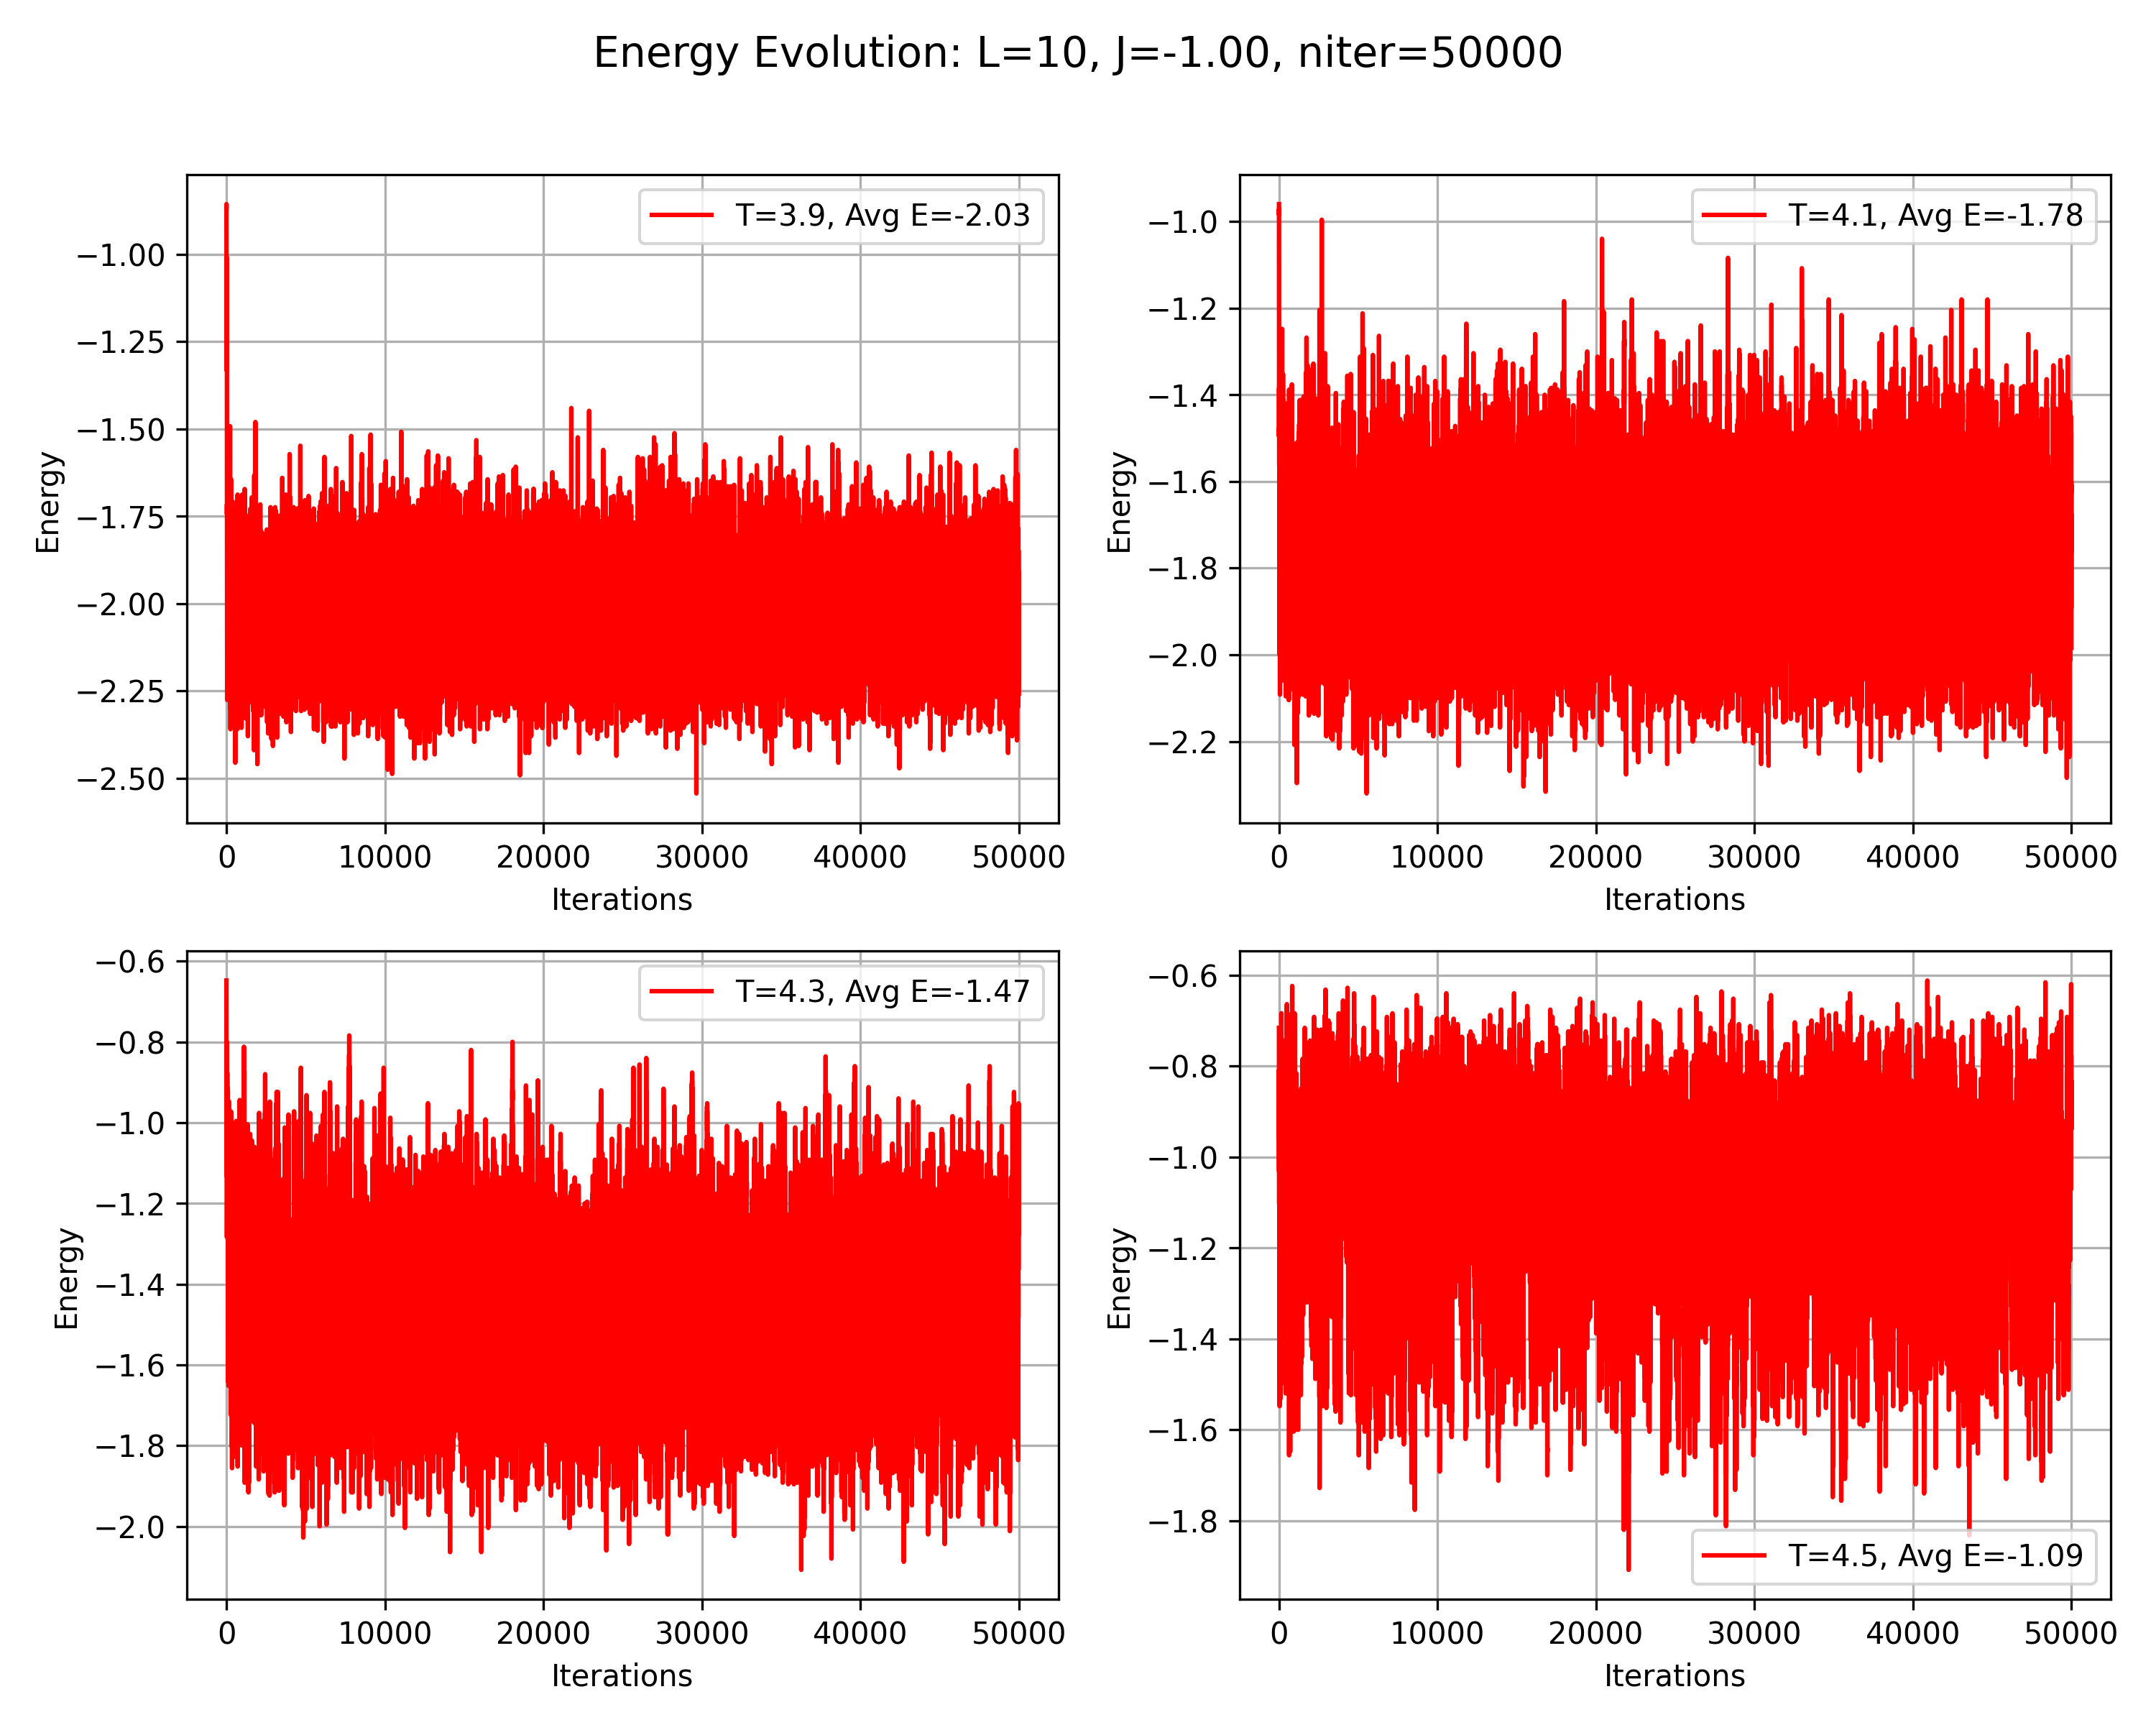 Energy Evolution: L=10, J=-1.00, niter=50000
T=3.9, Avg E=-2.03
−1.00
−1.25
−1.50
−1.75
−2.00
−2.25
−2.50
Energy
0 10000 20000 30000 40000 50000
Iterations
T=4.1, Avg E=-1.78
−1.0
−1.2
−1.4
−1.6
−1.8
−2.0
−2.2
Energy
0 10000 20000 30000 40000 50000
Iterations
T=4.3, Avg E=-1.47
−0.6
−0.8
−1.0
−1.2
−1.4
−1.6
−1.8
−2.0
Energy
0 10000 20000 30000 40000 50000
Iterations
−0.6
−0.8
−1.0
−1.2
−1.4
−1.6
−1.8
Energy
T=4.5, Avg E=-1.09
0 10000 20000 30000 40000 50000
Iterations